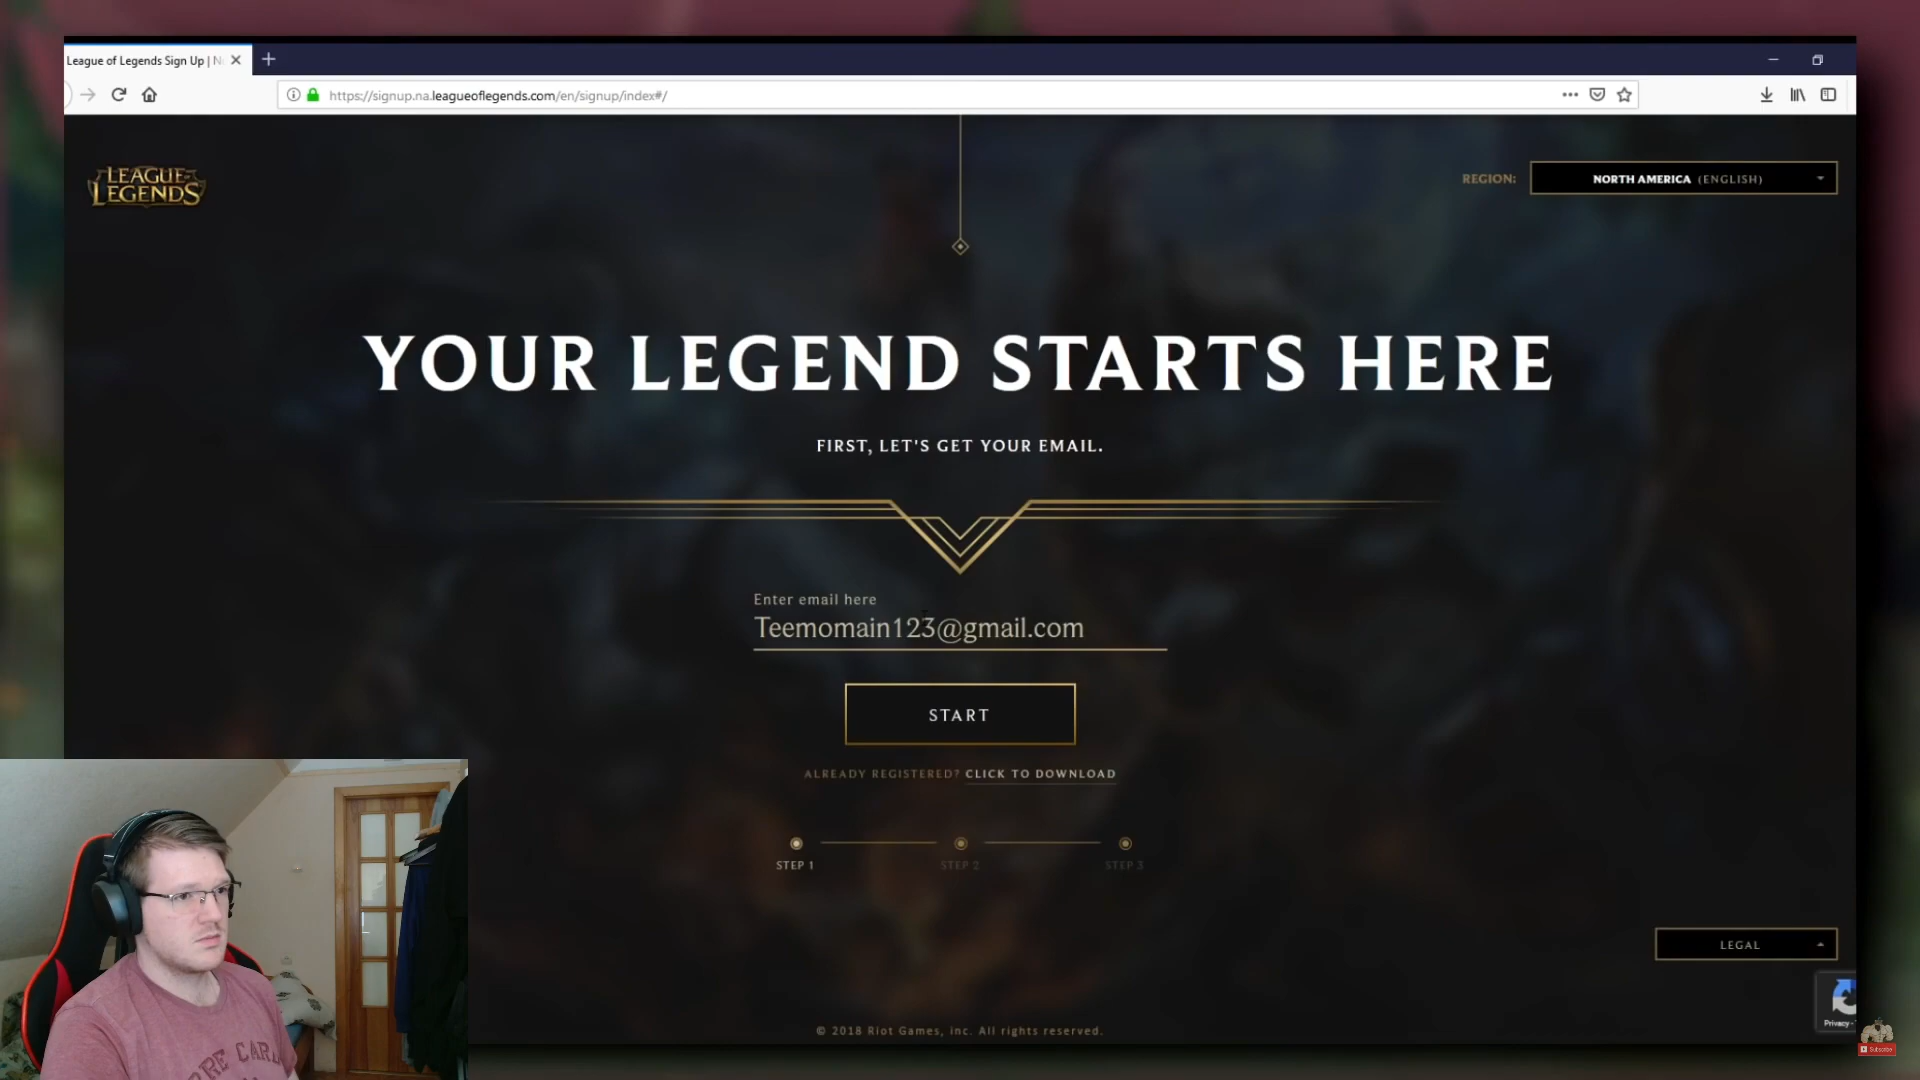 League of Legends Sign Up | N
https://signup.na.leagueoflegends.com/en/signup/index#/
LEAGUE OF
LEGENDS
REGION:
NORTH AMERICA (ENGLISH)
YOUR LEGEND STARTS HERE
FIRST, LET'S GET YOUR EMAIL.
Enter email here
Teemomain123@gmail.com
START
ALREADY REGISTERED? CLICK TO DOWNLOAD
STEP 1
STEP 2
STEP 3
LEGAL
Privacy -
Subscribe
© 2018 Riot Games, Inc. All rights reserved.